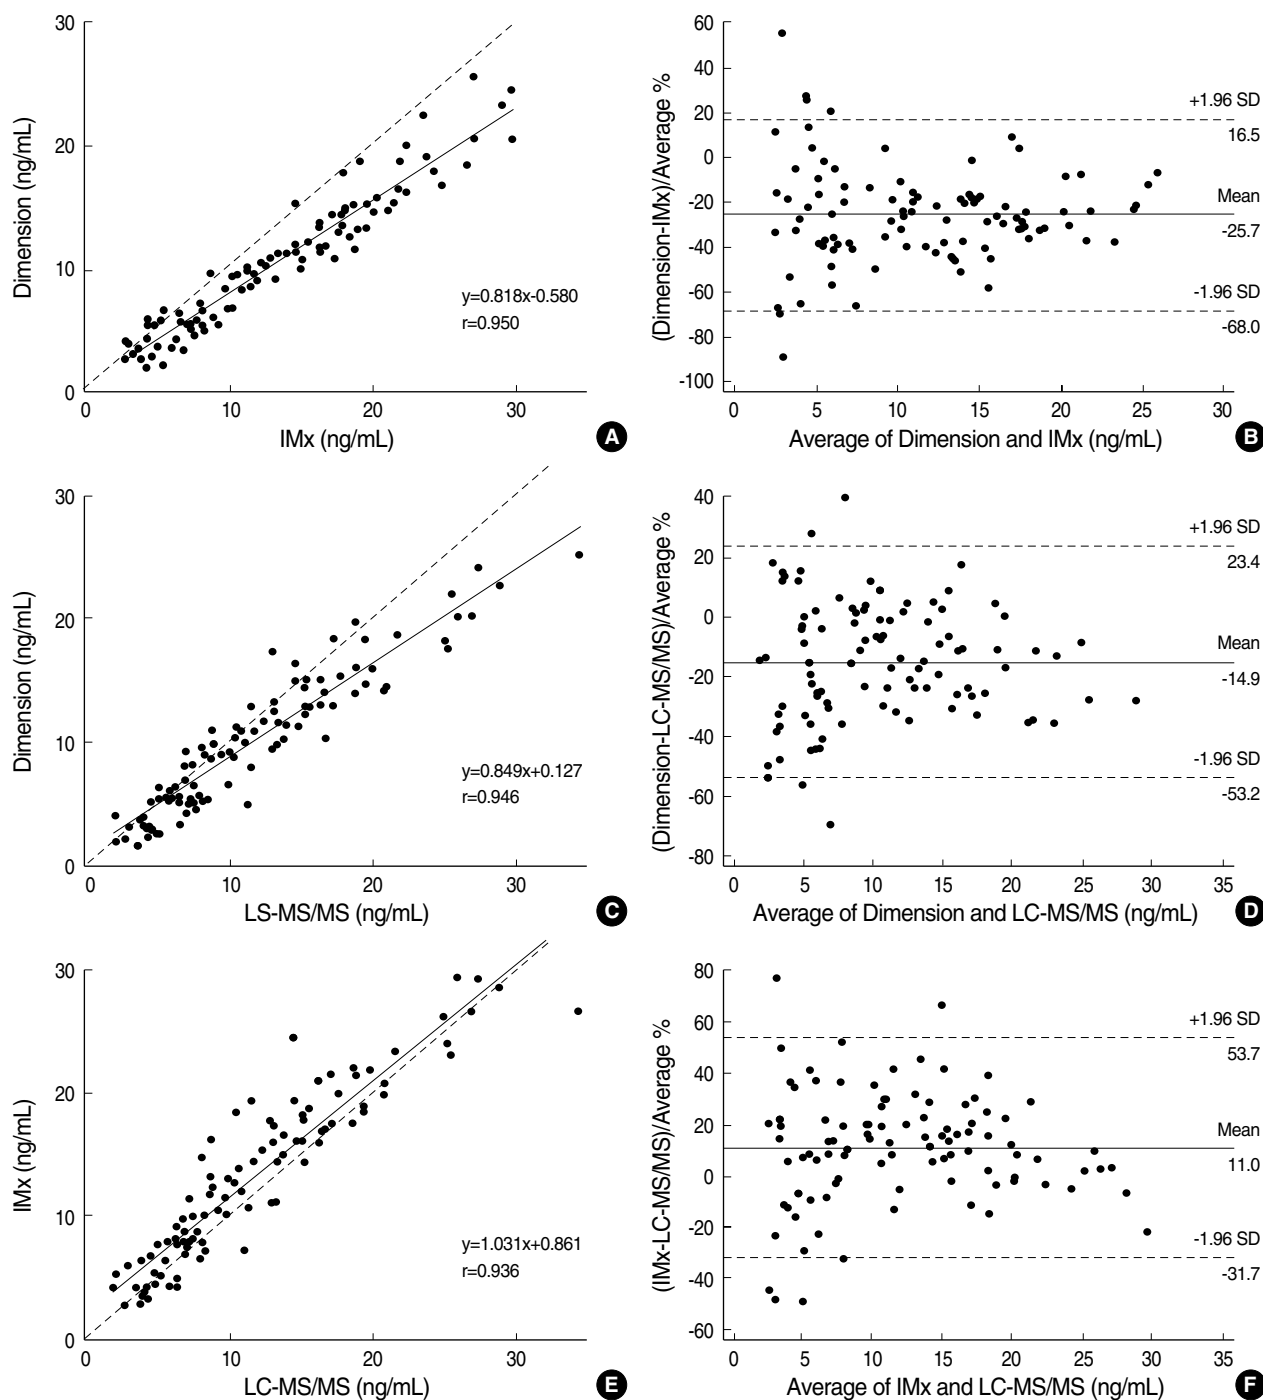 30
20
10
0
Dimension (ng/mL)
y=0.818x-0.580
r=0.950
0 10 20 30
IMx (ng/mL)
A
60
40
20
0
-20
-40
-60
-80
-100
(Dimension-IMx)/Average %
+1.96 SD
16.5
Mean
-25.7
-1.96 SD
-68.0
0 5 10 15 20 25 30
Average of Dimension and IMx (ng/mL)
B
30
20
10
0
Dimension (ng/mL)
y=0.849x+0.127
r=0.946
0 10 20 30
LS-MS/MS (ng/mL)
C
40
20
0
-20
-40
-60
-80
(Dimension-LC-MS/MS)/Average %
+1.96 SD
23.4
Mean
-14.9
-1.96 SD
-53.2
0 5 10 15 20 25 30 35
Average of Dimension and LC-MS/MS (ng/mL)
D
30
20
10
0
IMx (ng/mL)
y=1.031x+0.861
r=0.936
0 10 20 30
LC-MS/MS (ng/mL)
E
80
60
40
20
0
-20
-40
-60
(IMx-LC-MS/MS)/Average %
+1.96 SD
53.7
Mean
11.0
-1.96 SD
-31.7
0 5 10 15 20 25 30 35
Average of IMx and LC-MS/MS (ng/mL)
F